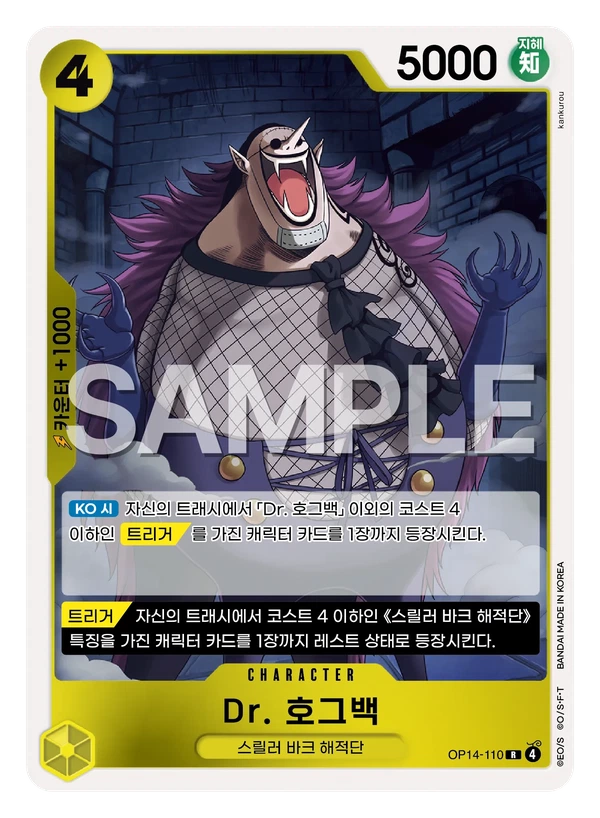 4
5000
지혜
知
kankurou
카운터 +1000
SAMPLE
KO 시 자신의 트래시에서 「Dr. 호그백」 이외의 코스트 4
이하인 트리거 를 가진 캐릭터 카드를 1장까지 등장시킨다.
트리거 자신의 트래시에서 코스트 4 이하인 《스릴러 바크 해적단》
특징을 가진 캐릭터 카드를 1장까지 레스트 상태로 등장시킨다.
CHARACTER
Dr. 호그백
스릴러 바크 해적단
OP14-110 R 4
©EO/S ©O/S·F·T BANDAI MADE IN KOREA